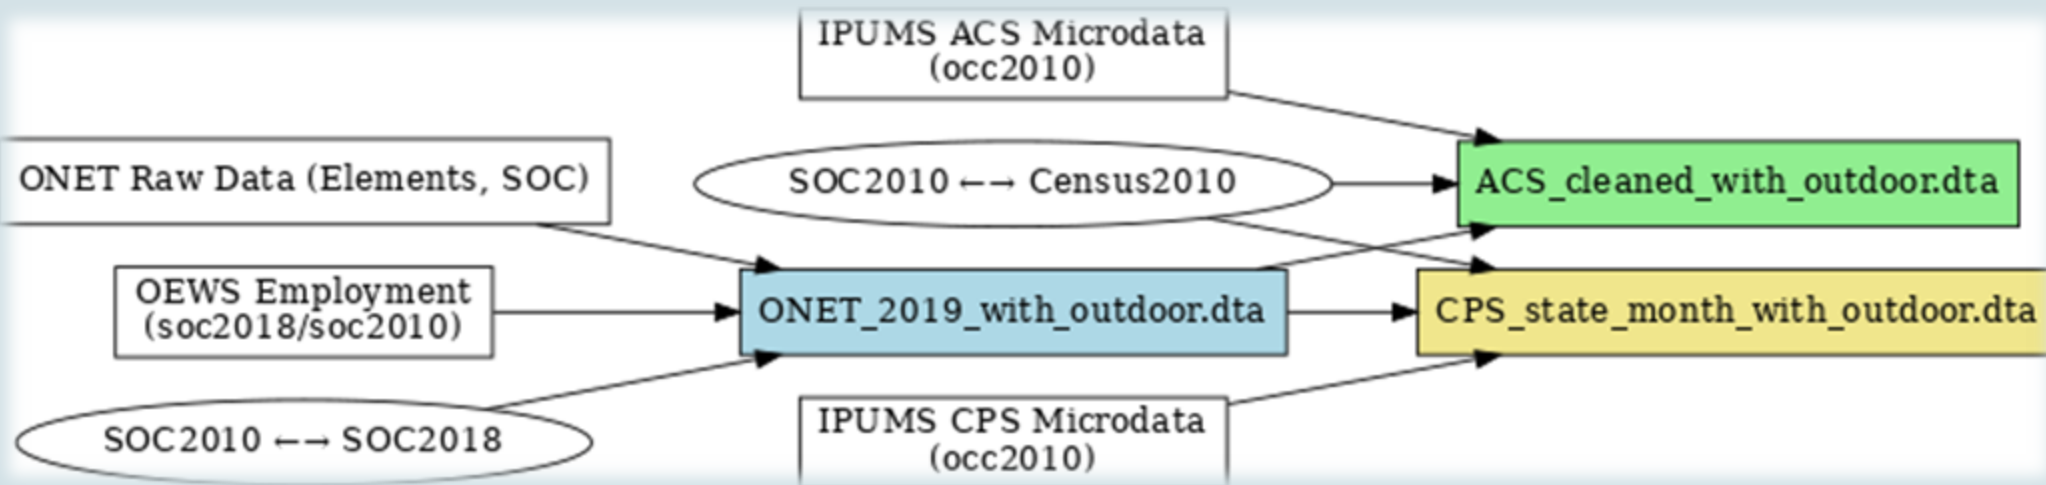 IPUMS ACS Microdata
(occ2010)
ONET Raw Data (Elements, SOC)
SOC2010 ←→ Census2010
ACS_cleaned_with_outdoor.dta
OEWS Employment
(soc2018/soc2010)
ONET_2019_with_outdoor.dta
CPS_state_month_with_outdoor.dta
SOC2010 ←→ SOC2018
IPUMS CPS Microdata
(occ2010)